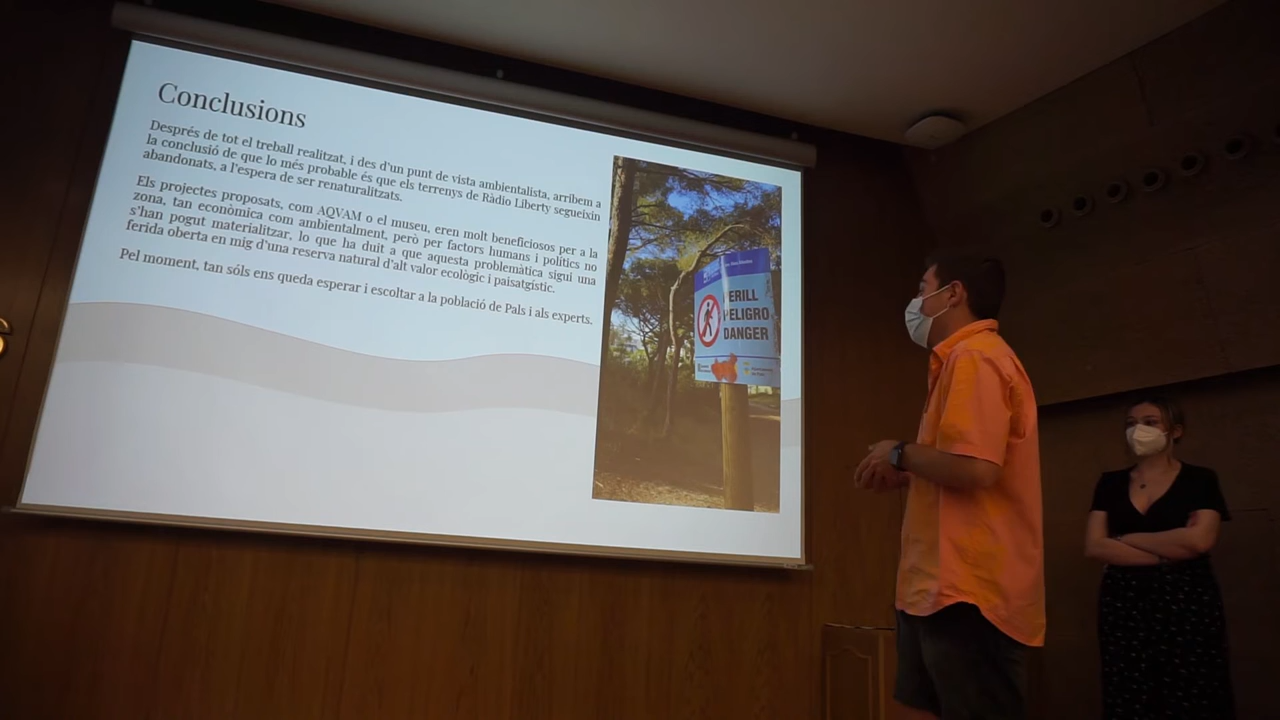 Conclusions
Després de tot el treball realitzat, i des d'un punt de vista ambientalista, arribem a
la conclusió de que lo més probable és que els terrenys de Ràdio Liberty segueixin
abandonats, a l'espera de ser renaturalitzats.
Els projectes proposats, com AQVAM o el museu, eren molt beneficiosos per a la
zona, tan econòmica com ambientalment, però per factors humans i polítics no
s'han pogut materialitzar, lo que ha duit a que aquesta problemàtica sigui una
ferida oberta en mig d'una reserva natural d'alt valor ecològic i paisatgístic.
Pel moment, tan sóls ens queda esperar i escoltar a la població de Pals i als experts.
PERILL
PELIGRO
DANGER